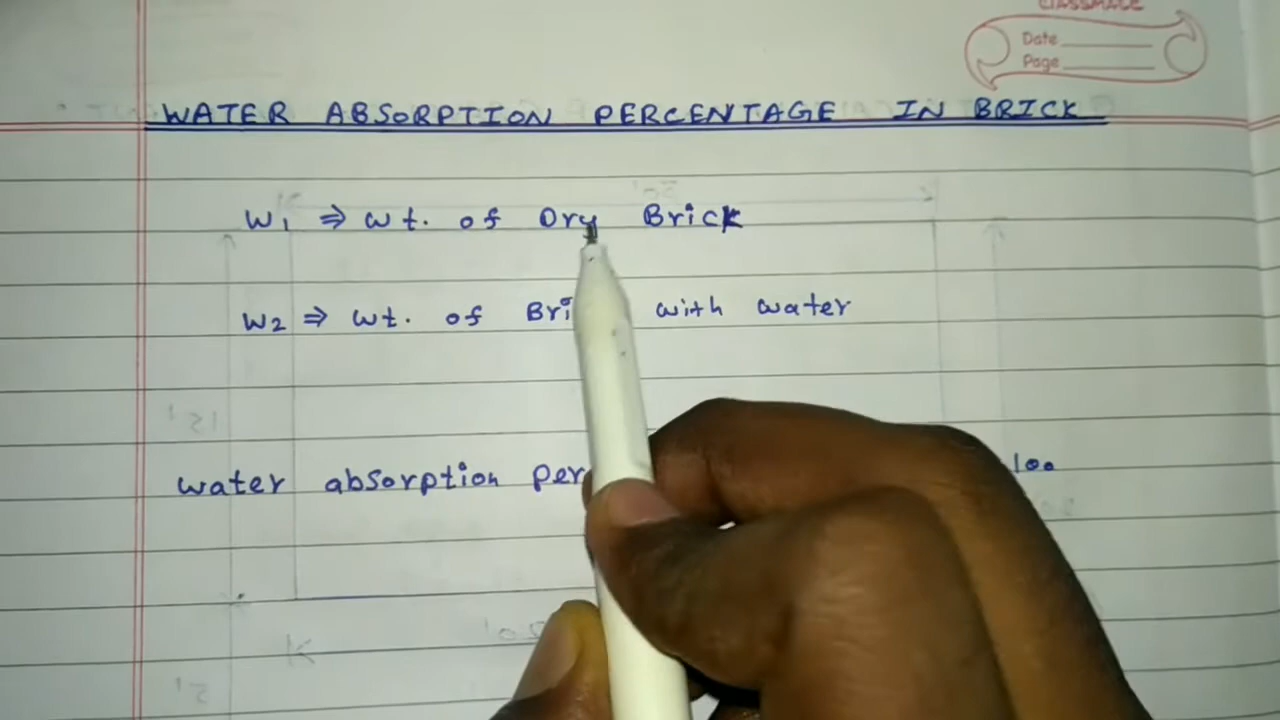 CLASSMATE
Date
Page
WATER ABSORPTION PERCENTAGE IN BRICK
W1 ⇒ wt. of Dry Brick
W2 ⇒ wt. of Bri with water
water absorption per 100